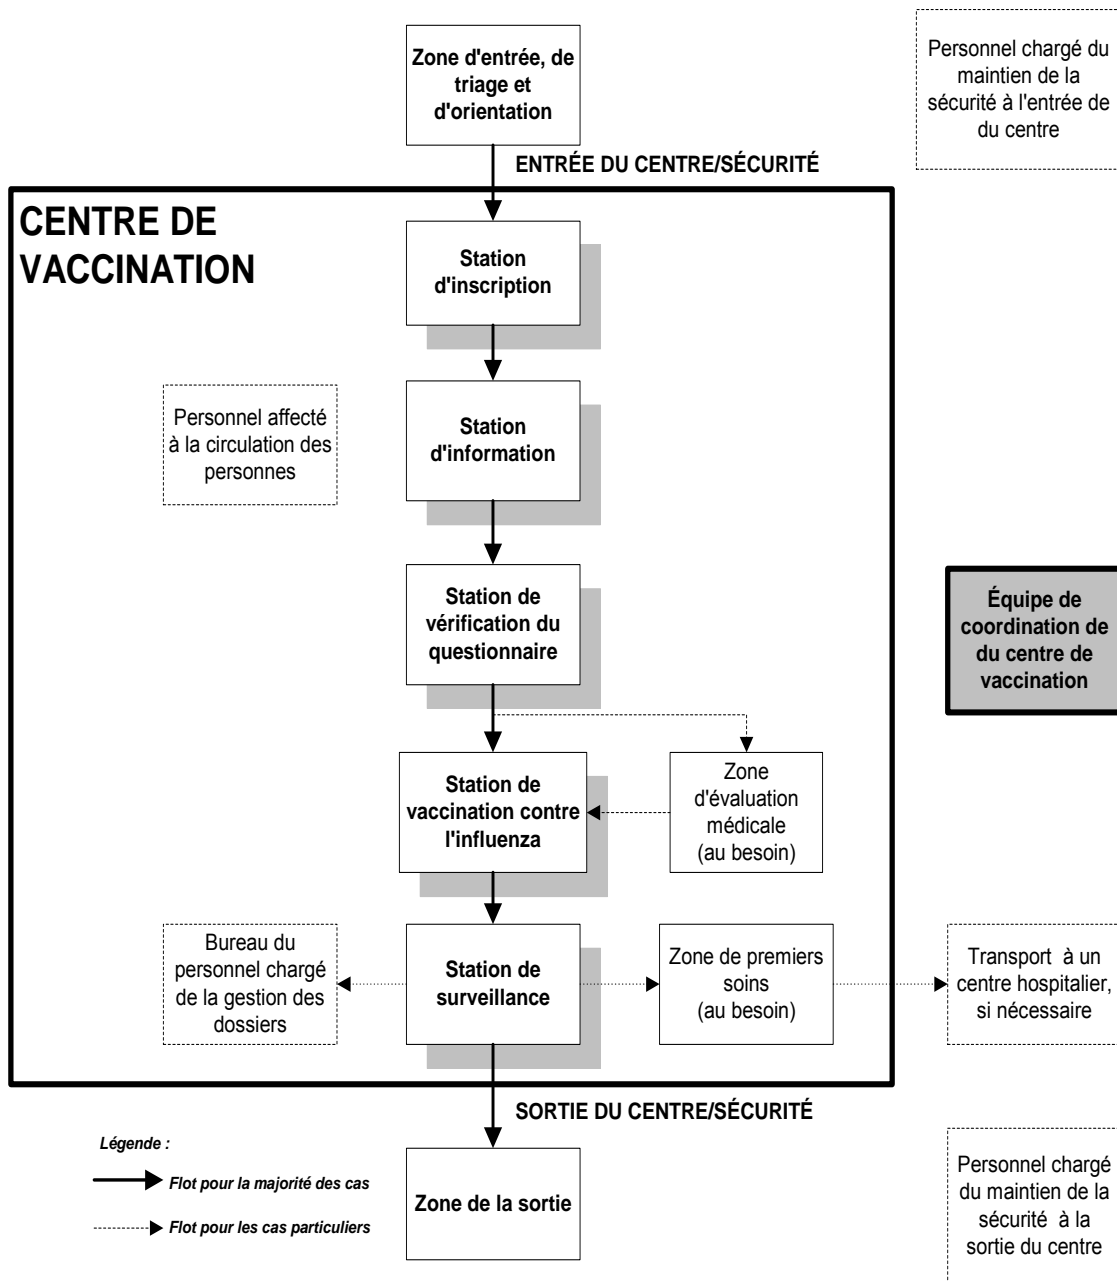 Zone d'entrée, de
triage et
d'orientation
Personnel chargé du
maintien de la
sécurité à l'entrée de
du centre
ENTRÉE DU CENTRE/SÉCURITÉ
CENTRE DE
VACCINATION
Station
d'inscription
Personnel affecté
à la circulation des
personnes
Station
d'information
Station de
vérification du
questionnaire
Équipe de
coordination de
du centre de
vaccination
Station de
vaccination contre
l'influenza
Zone
d'évaluation
médicale
(au besoin)
Bureau du
personnel chargé
de la gestion des
dossiers
Station de
surveillance
Zone de premiers
soins
(au besoin)
Transport à un
centre hospitalier,
si nécessaire
SORTIE DU CENTRE/SÉCURITÉ
Légende :
Flot pour la majorité des cas
Flot pour les cas particuliers
Zone de la sortie
Personnel chargé
du maintien de la
sécurité à la
sortie du centre